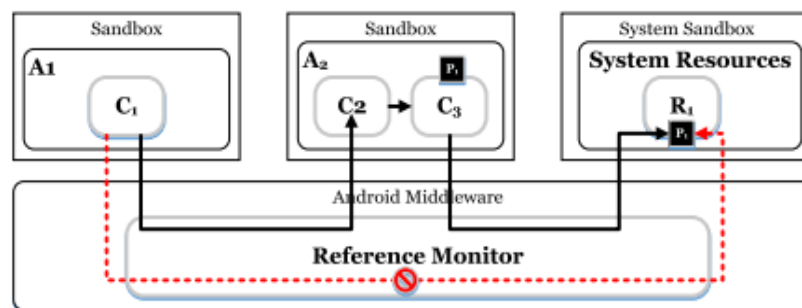 Sandbox
Sandbox
System Sandbox
A1
A2
System Resources
P1
C1
C2
C3
R1
P1
Android Middleware
Reference Monitor